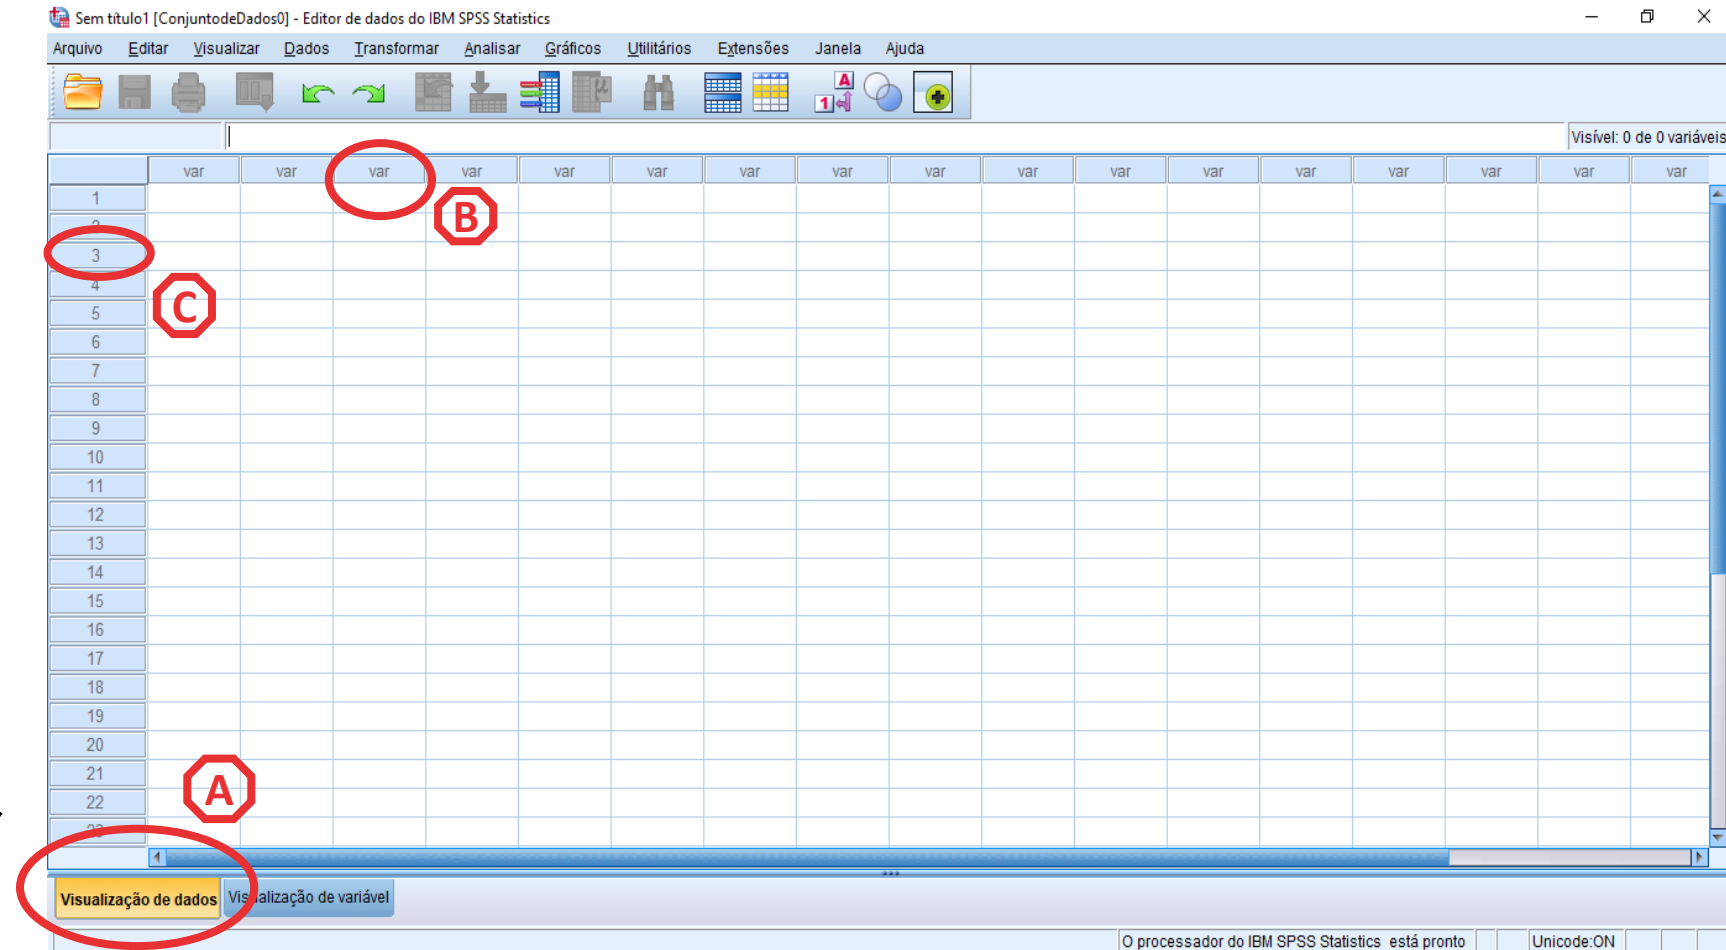 Sem título1 [ConjuntodeDados0] - Editor de dados do IBM SPSS Statistics
Arquivo Editar Visualizar Dados Transformar Analisar Gráficos Utilitários Extensões Janela Ajuda
A
1
μ
Visível: 0 de 0 variáveis
var var var var var var var var var var var var var var var var var
1
B
2
3
4
C
5
6
7
8
9
10
11
12
13
14
15
16
17
18
19
20
21
A
22
23
Visualização de dados Visualização de variável
O processador do IBM SPSS Statistics está pronto Unicode:ON